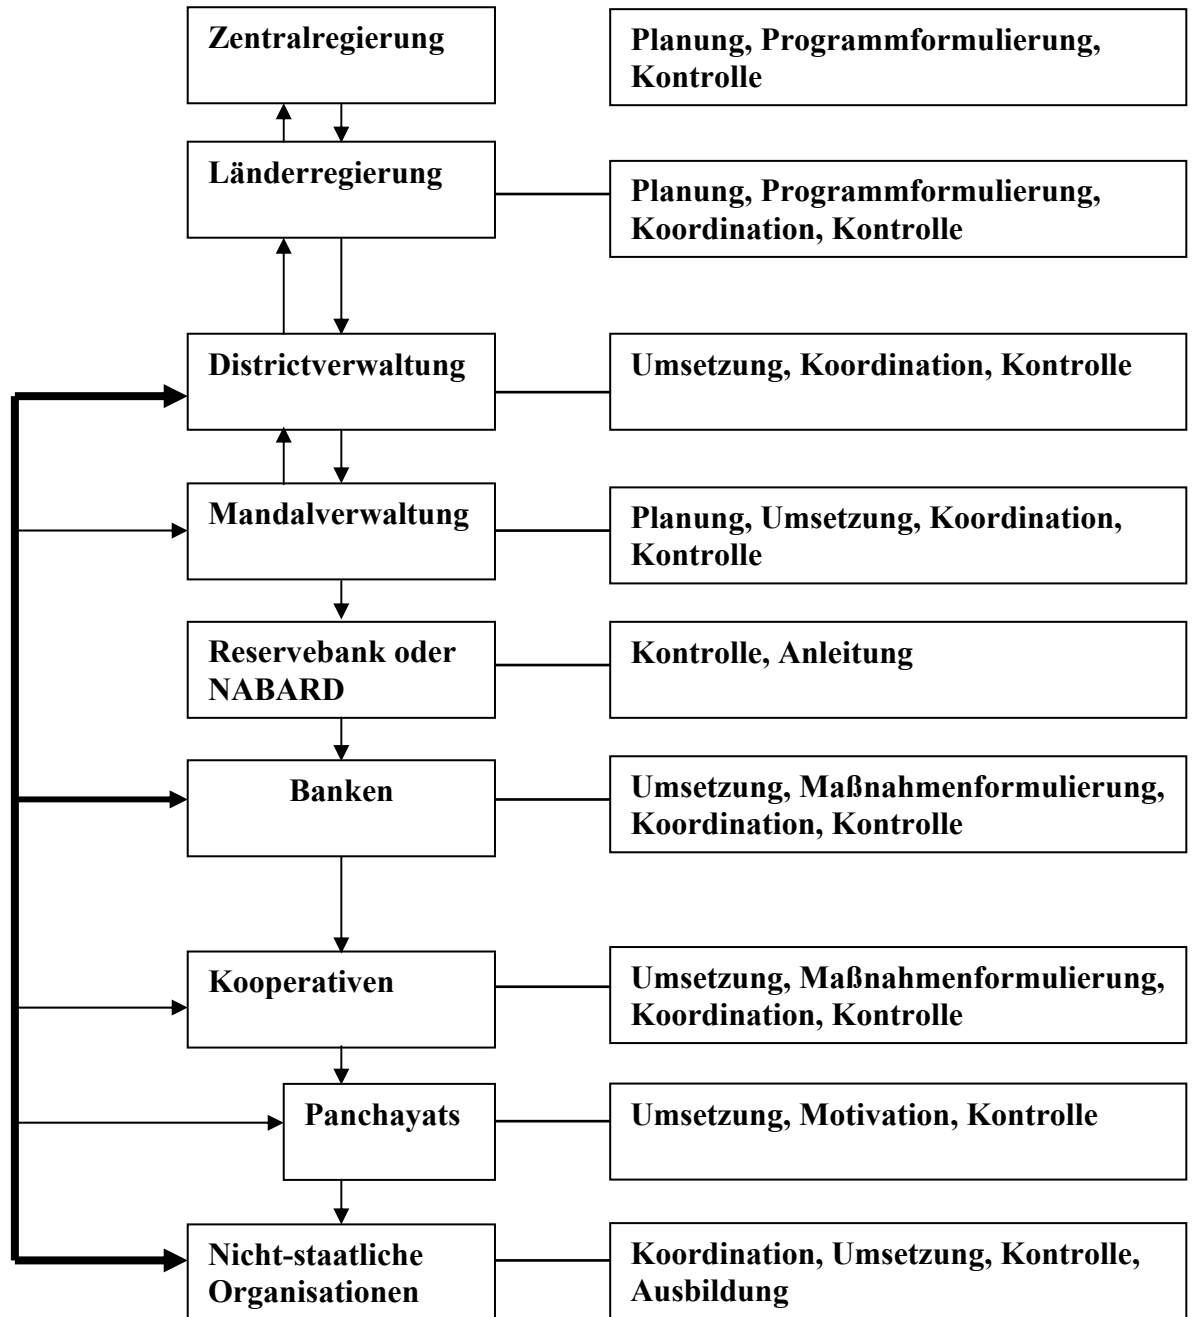 Zentralregierung
Planung, Programmformulierung,
Kontrolle
Länderregierung
Planung, Programmformulierung,
Koordination, Kontrolle
Districtverwaltung
Umsetzung, Koordination, Kontrolle
Mandalverwaltung
Planung, Umsetzung, Koordination,
Kontrolle
Reservebank oder
NABARD
Kontrolle, Anleitung
Banken
Umsetzung, Maßnahmenformulierung,
Koordination, Kontrolle
Kooperativen
Umsetzung, Maßnahmenformulierung,
Koordination, Kontrolle
Panchayats
Umsetzung, Motivation, Kontrolle
Nicht-staatliche
Organisationen
Koordination, Umsetzung, Kontrolle,
Ausbildung